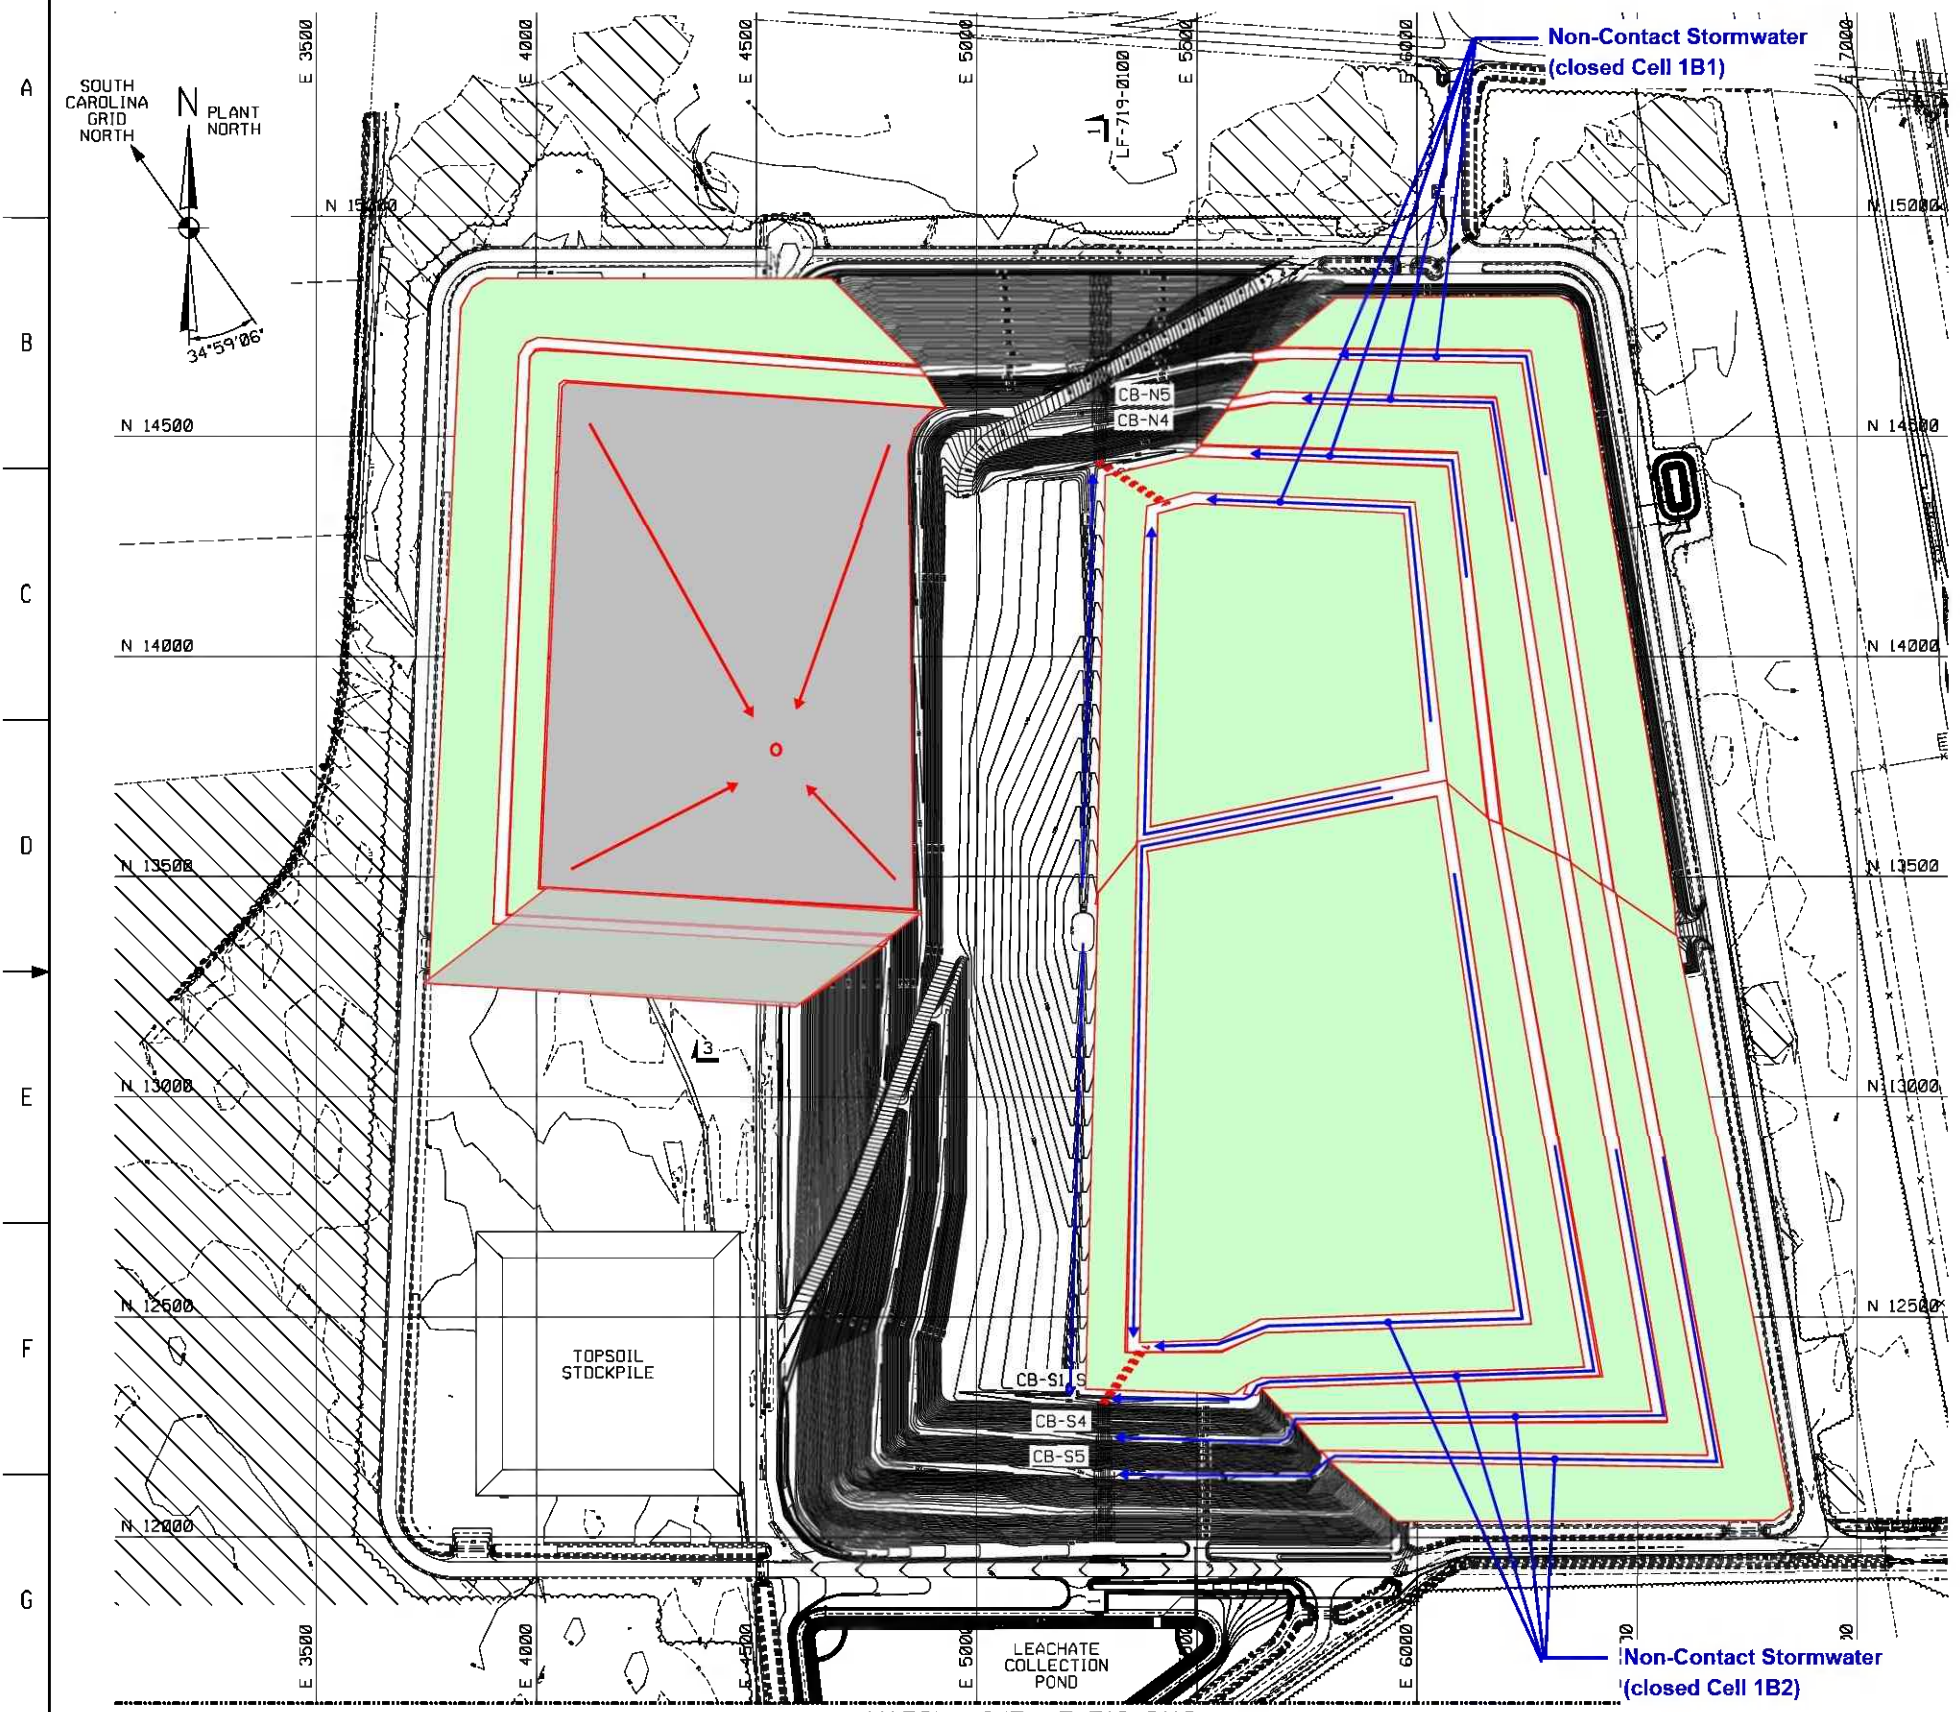 A
B
C
D
E
F
G
SOUTH
CAROLINA
GRID
NORTH
N
PLANT
NORTH
34°59'06"
E 3500
E 4000
E 4500
E 5000
E 5500
E 6000
E 7000
LF-719-0100
1
Non-Contact Stormwater
(closed Cell 1B1)
N 15000
N 15000
N 14500
N 14500
N 14000
N 14000
N 13500
N 13500
N 13000
N 13000
N 12500
N 12500
N 12000
CB-N5
CB-N4
3
TOPSOIL
STOCKPILE
CB-S1
CB-S4
CB-S5
1
LEACHATE
COLLECTION
POND
E 3500
E 4000
E 4500
E 5000
E 6000
Non-Contact Stormwater
(closed Cell 1B2)